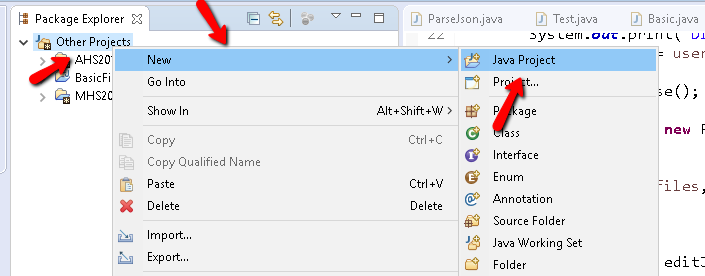 Package Explorer
Other Projects
AHS20
BasicFi
MHS20
New
Go Into
Show In Alt+Shift+W
Copy Ctrl+C
Copy Qualified Name
Paste Ctrl+V
Delete Delete
Import...
Export...
Java Project
Project...
Package
Class
Interface
Enum
Annotation
Source Folder
Java Working Set
Folder
ParseJson.java Test.java Basic.java
22 System.out.print("Di
= user
se();
new F
files,
editI